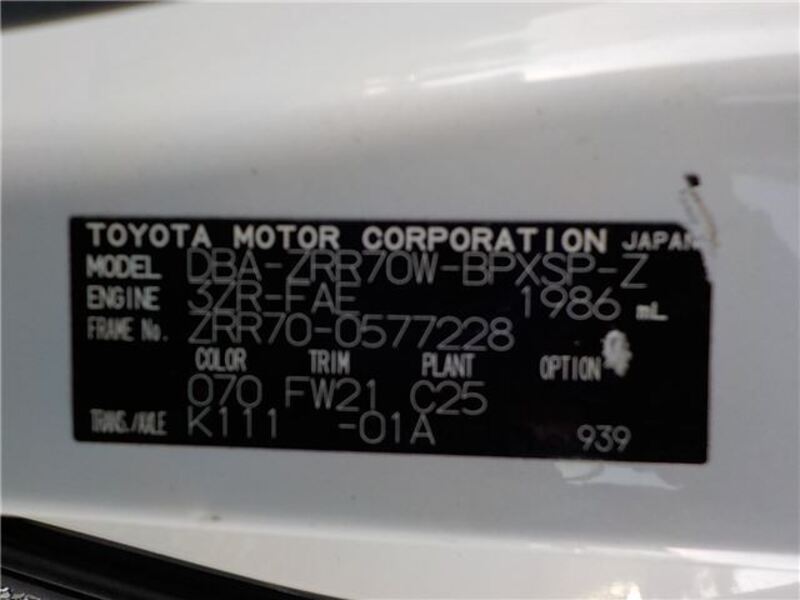 TOYOTA MOTOR CORPORATION JAPAN
MODEL DBA-ZRR70W-BPXSP-Z
ENGINE 3ZR-FAE 1986 mL
FRAME No. ZRR70-0577228
COLOR TRIM PLANT OPTION
070 FW21 C25
TRANS./AXLE K111 -01A 939